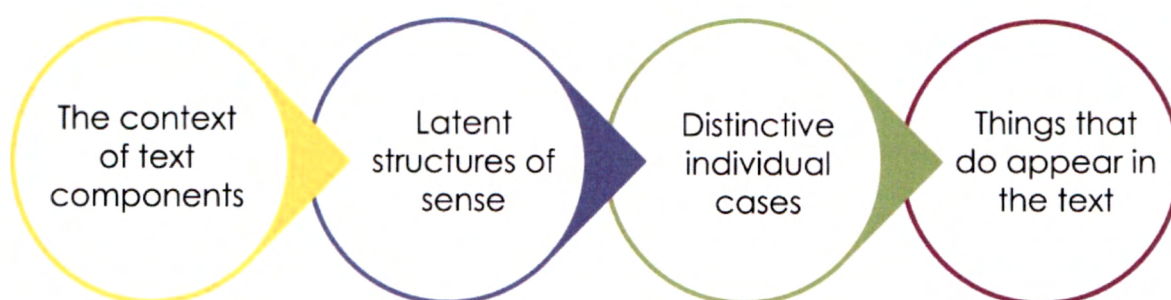 The context
of text
components
Latent
structures of
sense
Distinctive
individual
cases
Things that
do appear in
the text